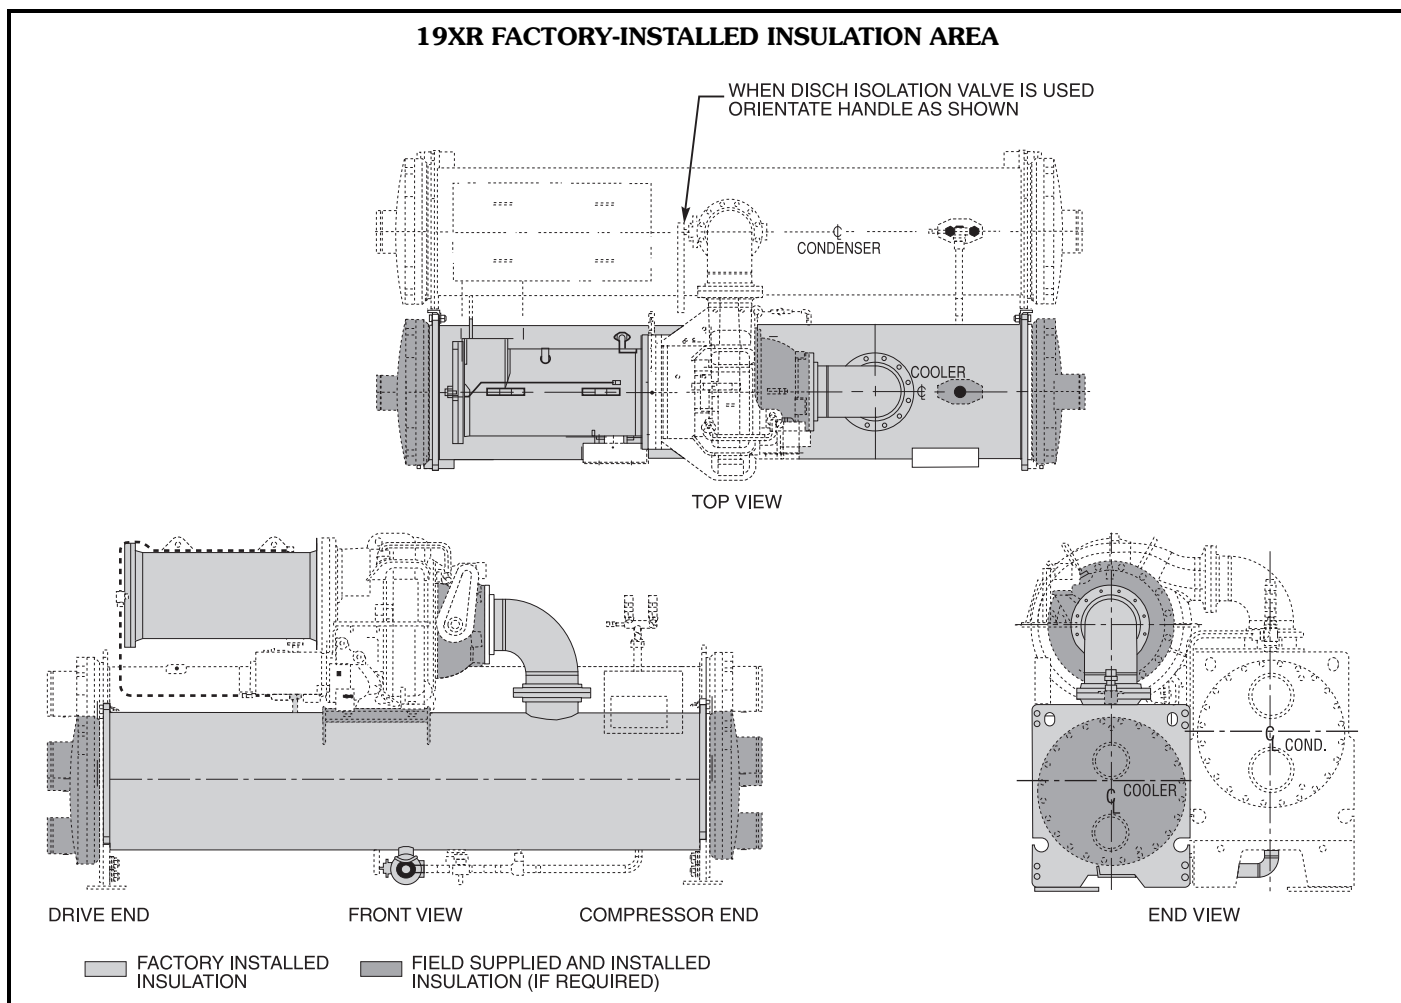 19XR FACTORY-INSTALLED INSULATION AREA
WHEN DISCH ISOLATION VALVE IS USED
ORIENTATE HANDLE AS SHOWN
℄
CONDENSER
COOLER
℄
TOP VIEW
℄ COND.
COOLER
℄
DRIVE END
FRONT VIEW
COMPRESSOR END
END VIEW
FACTORY INSTALLED
INSULATION
FIELD SUPPLIED AND INSTALLED
INSULATION (IF REQUIRED)